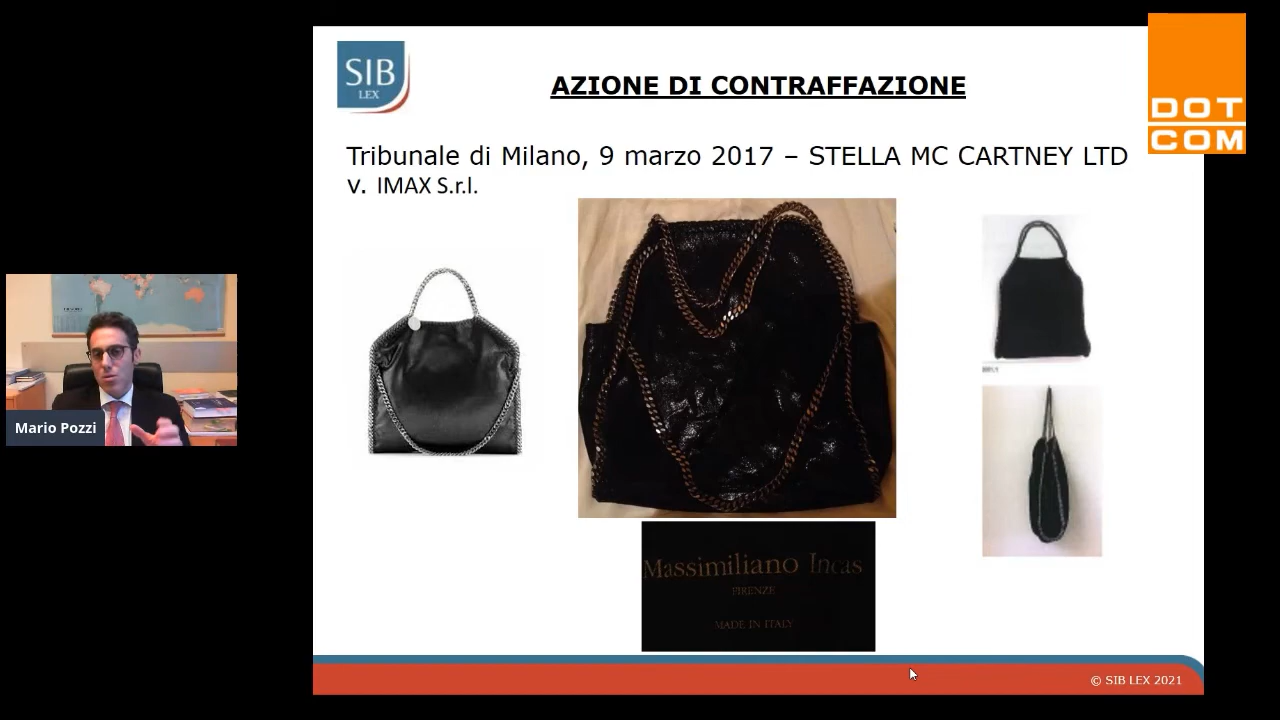 SIB
LEX
AZIONE DI CONTRAFFAZIONE
DOT
COM
Tribunale di Milano, 9 marzo 2017 – STELLA MC CARTNEY LTD
v. IMAX S.r.l.
Mario Pozzi
Massimiliano Incas
FIRENZE
MADE IN ITALY
© SIB LEX 2021